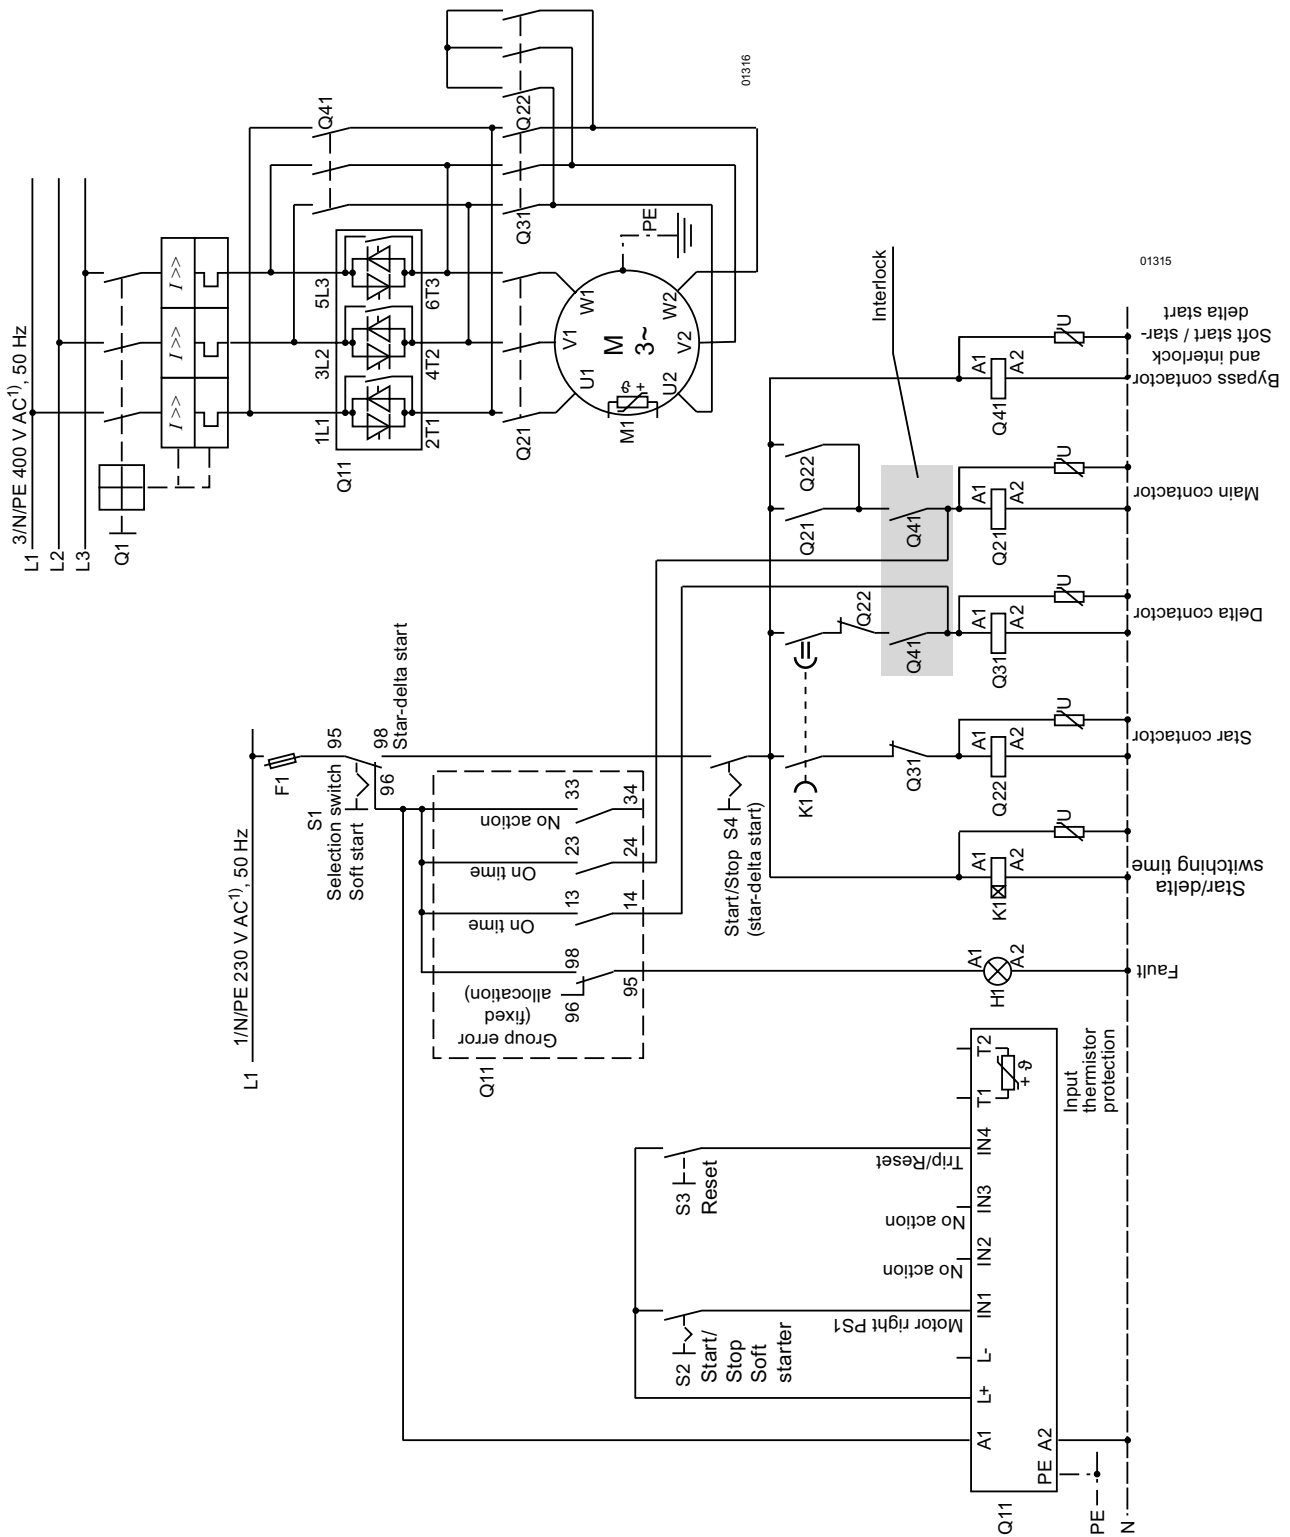 3/N/PE 400 V AC1), 50 Hz
L1
L2
L3
Q1
I >>
I >>
I >>
Q41
Q22
01316
1L1
3L2
5L3
Q11
2T1
4T2
6T3
Q21
Q31
PE
U1
V1
W1
M
3~
+ ϑ
M1
U2
V2
W2
1/N/PE 230 V AC1), 50 Hz
L1
F1
S1
Selection switch
Soft start
95
96
98
Star-delta start
Q11
Group error
(fixed
allocation)
96
98
95
On time
13
14
On time
23
24
No action
33
34
Start/Stop S4
(star-delta start)
K1
Q31
Q22
Q41
Q21
Q22
Q41
Interlock
01315
H1
A1
A2
Fault
K1
A1
A2
U
Star/delta
switching time
Q22
A1
A2
U
Star contactor
Q31
A1
A2
U
Delta contactor
Q21
A1
A2
U
Main contactor
Q41
A1
A2
U
Bypass contactor
and interlock
Soft start / star-
delta start
S2
Start/
Stop
Soft
starter
S3
Reset
Motor right PS1
No action
No action
Trip/Reset
A1
L+
L-
IN1
IN2
IN3
IN4
T1
T2
+ ϑ
PE A2
Q11
Input
thermistor
protection
PE
N